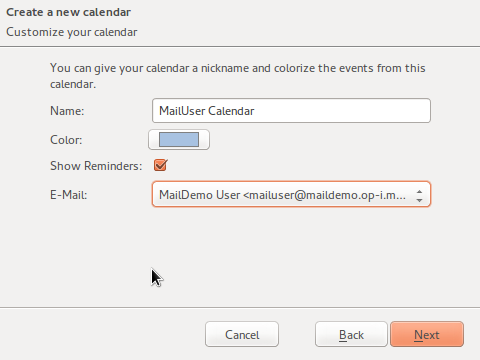 Create a new calendar
Customize your calendar
You can give your calendar a nickname and colorize the events from this
calendar.
Name: MailUser Calendar
Color:
Show Reminders:
E-Mail: MailDemo User <mailuser@maildemo.op-i.m...
Cancel Back Next